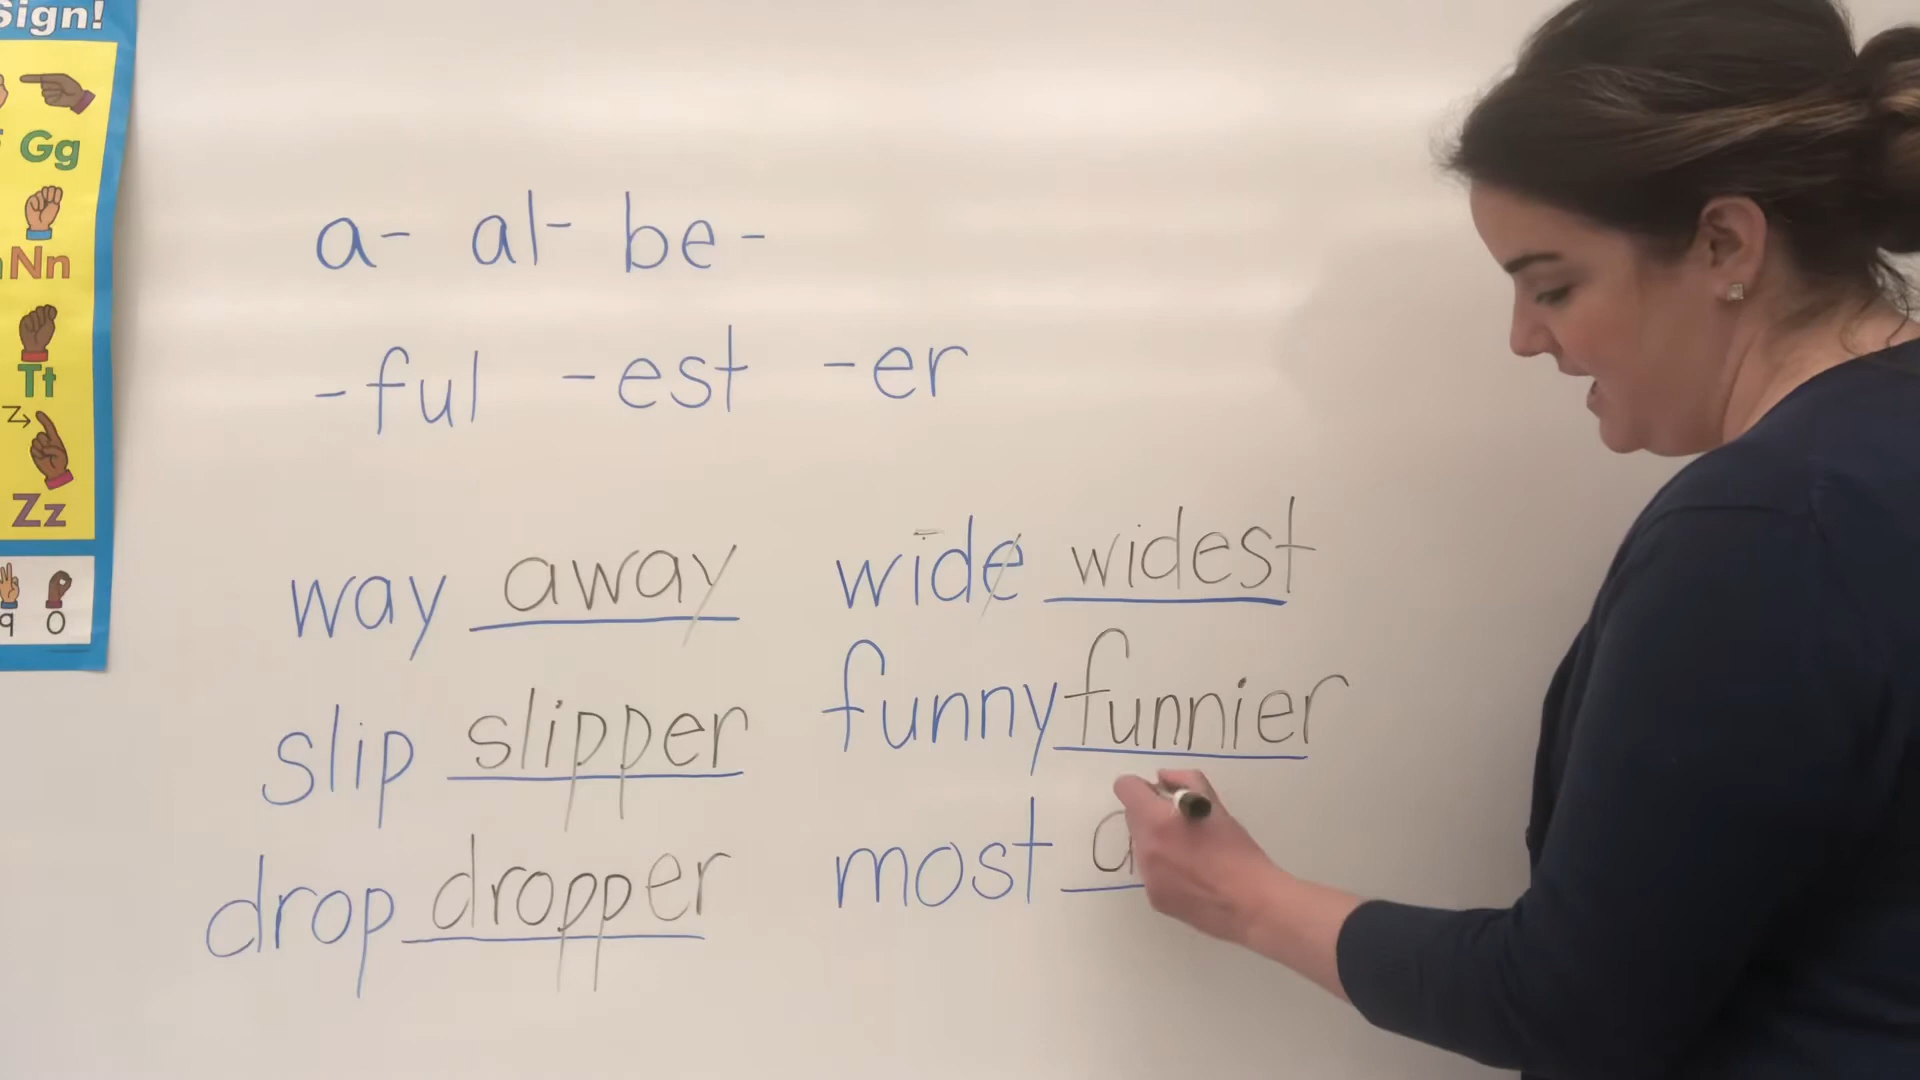 Sign!
Gg
Nn
Tt
Z
Zz
9 0
a- al- be-
-ful -est -er
way away
slip slipper
drop dropper
wide widest
funny funnier
most a